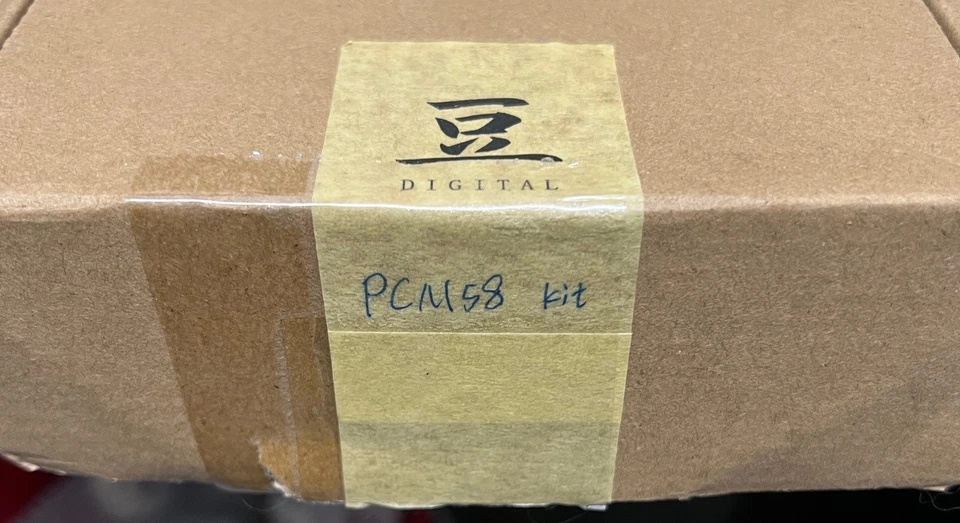 豆
DIGITAL
PCM58 kit